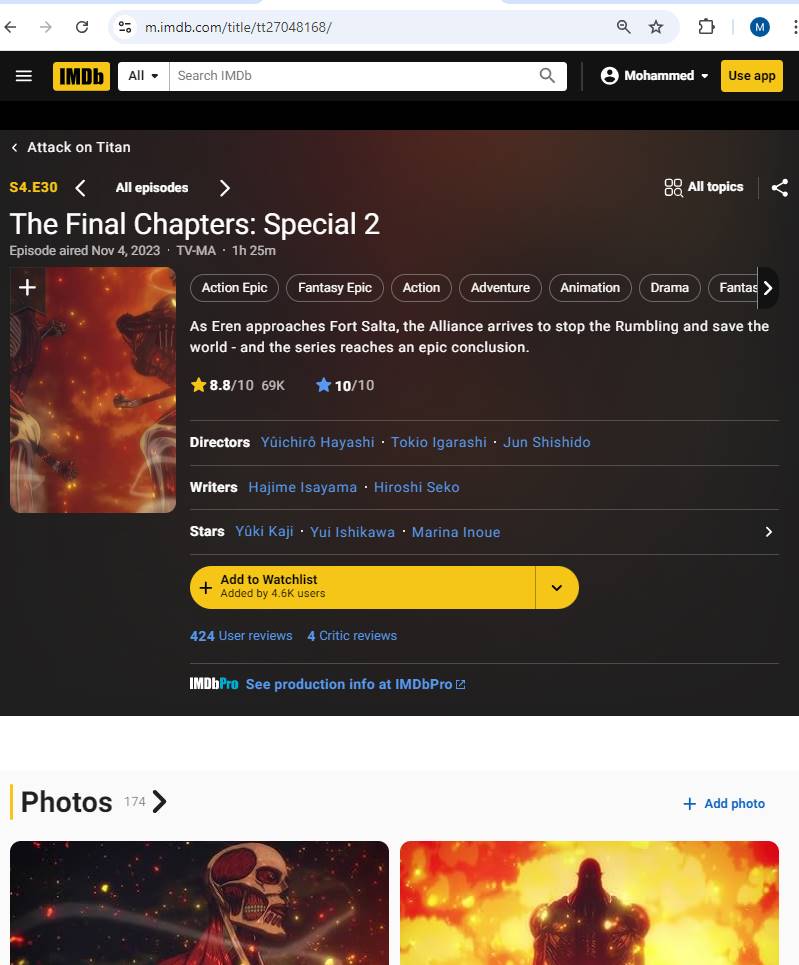 m.imdb.com/title/tt27048168/
M
IMDb All Search IMDb Mohammed Use app
Attack on Titan
S4.E30 All episodes All topics
The Final Chapters: Special 2
Episode aired Nov 4, 2023 · TV-MA · 1h 25m
Action Epic Fantasy Epic Action Adventure Animation Drama Fantas
As Eren approaches Fort Salta, the Alliance arrives to stop the Rumbling and save the
world - and the series reaches an epic conclusion.
8.8/10 69K 10/10
Directors Yûichirô Hayashi · Tokio Igarashi · Jun Shishido
Writers Hajime Isayama · Hiroshi Seko
Stars Yûki Kaji · Yui Ishikawa · Marina Inoue
+ Add to Watchlist
Added by 4.6K users
424 User reviews 4 Critic reviews
IMDbPro See production info at IMDbPro
Photos 174
+ Add photo